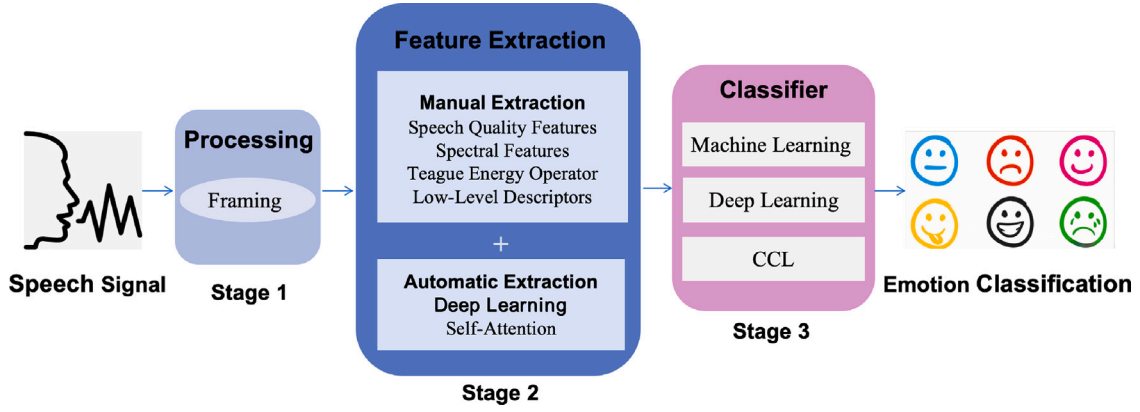 Speech Signal
Processing
Framing
Stage 1
Feature Extraction
Manual Extraction
Speech Quality Features
Spectral Features
Teague Energy Operator
Low-Level Descriptors
+
Automatic Extraction
Deep Learning
Self-Attention
Stage 2
Classifier
Machine Learning
Deep Learning
CCL
Stage 3
Emotion Classification